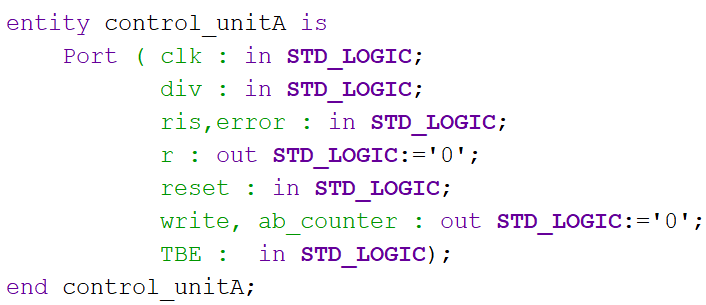 entity control_unitA is
Port ( clk : in STD_LOGIC;
div : in STD_LOGIC;
ris,error : in STD_LOGIC;
r : out STD_LOGIC:='0';
reset : in STD_LOGIC;
write, ab_counter : out STD_LOGIC:='0';
TBE :  in STD_LOGIC);
end control_unitA;